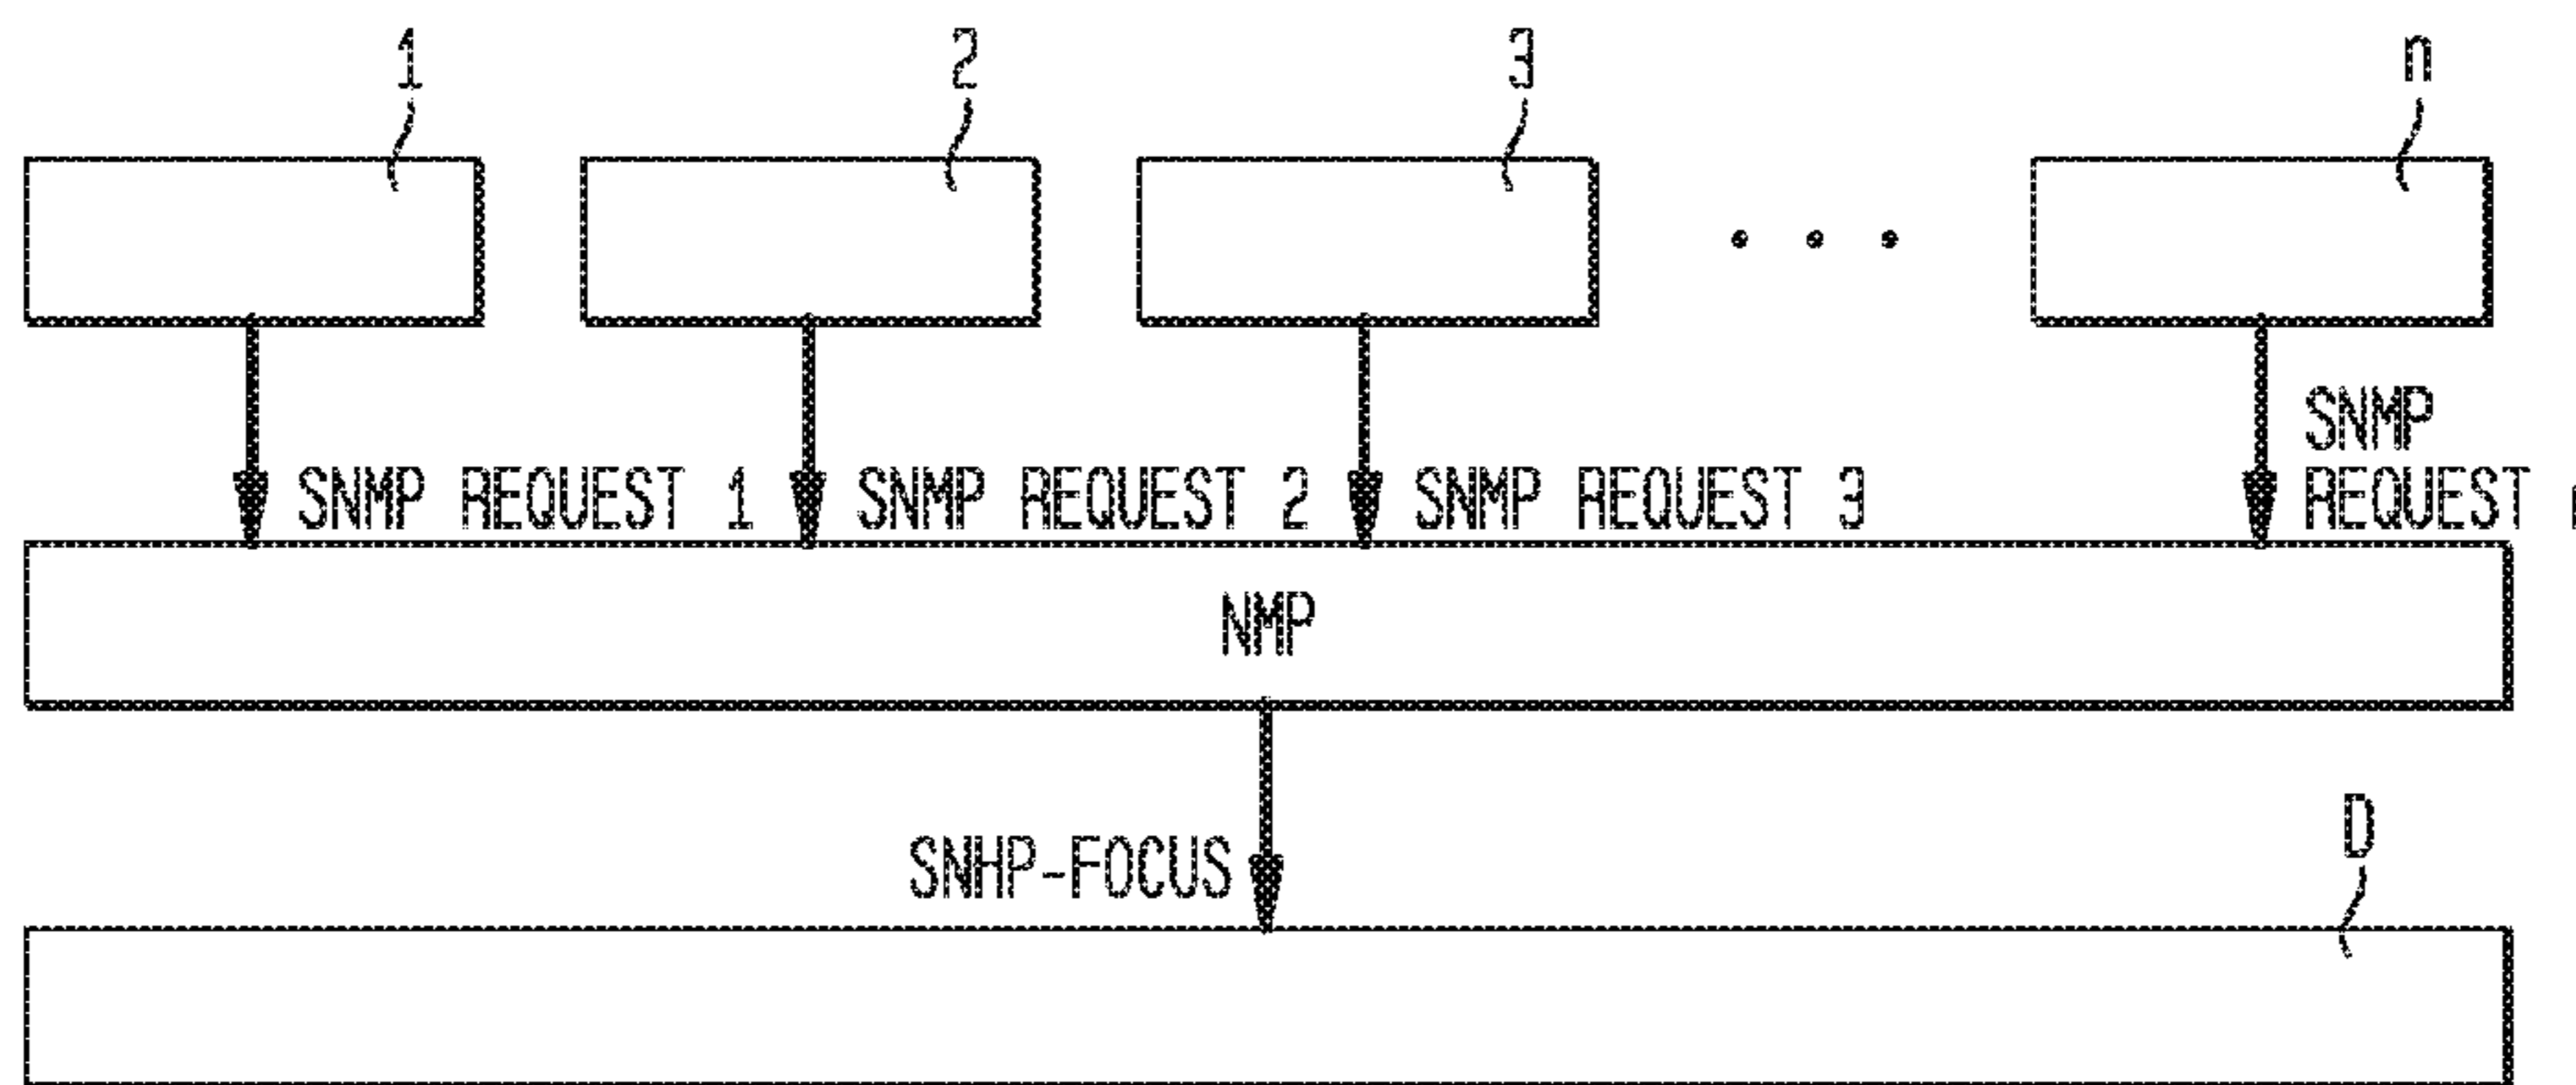 1 2 3 n
SNMP
SNMP REQUEST 1 SNMP REQUEST 2 SNMP REQUEST 3 REQUEST
NMP
SNHP-FOCUS
D